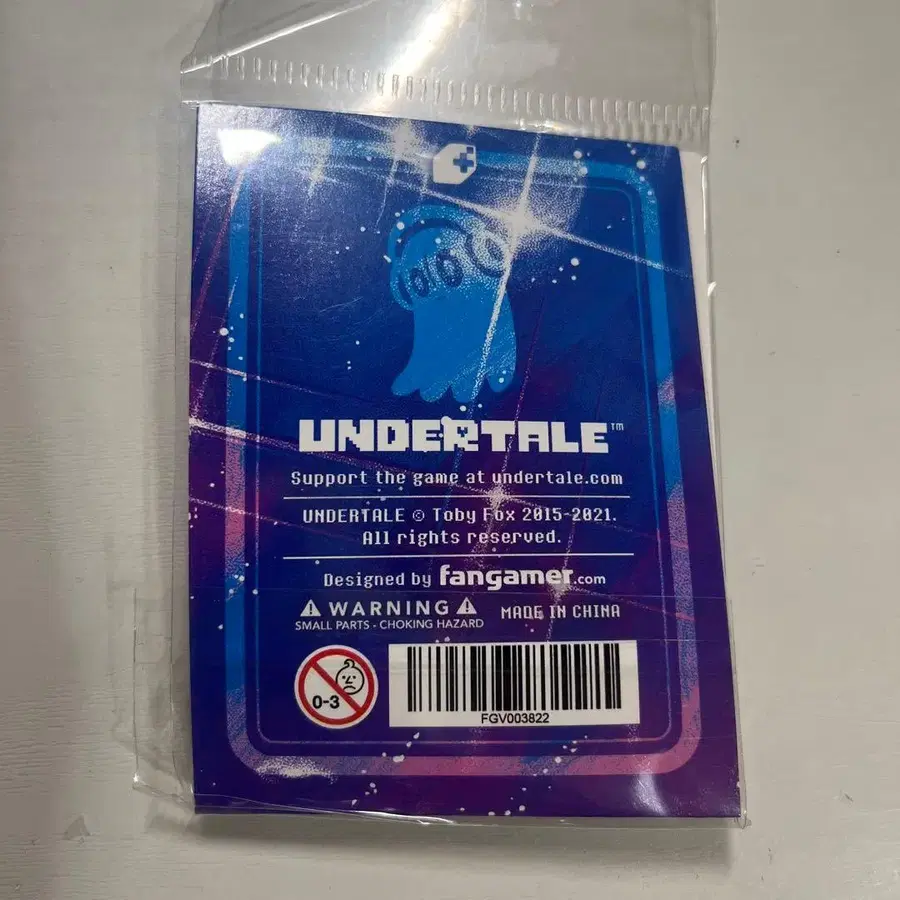 UNDERTALE™
Support the game at undertale.com
UNDERTALE © Toby Fox 2015-2021.
All rights reserved.
Designed by fangamer.com
⚠ WARNING ⚠
SMALL PARTS - CHOKING HAZARD
MADE IN CHINA
0-3
FGV003822